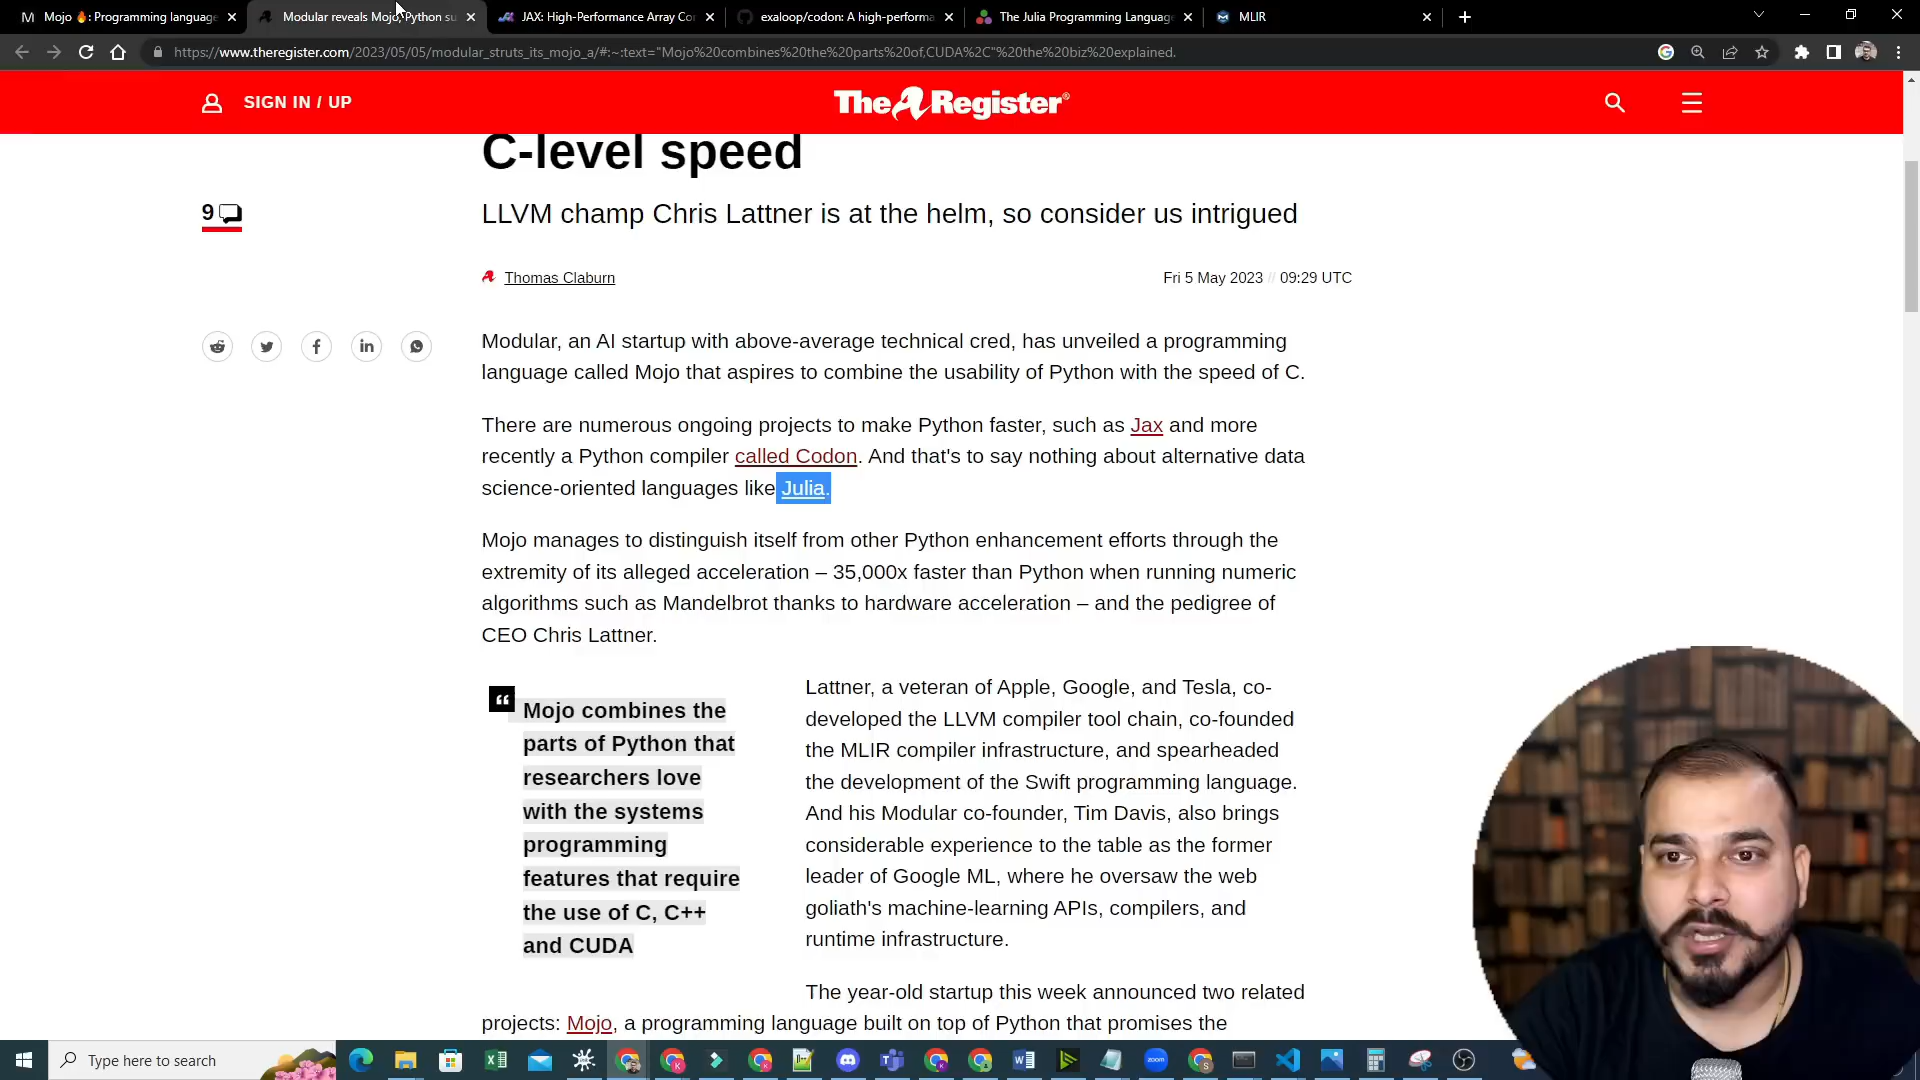 Mojo 🔥: Programming language
Modular reveals Mojo, Python su
JAX: High-Performance Array Co
exaloop/codon: A high-performa
The Julia Programming Language
MLIR
https://www.theregister.com/2023/05/05/modular_struts_its_mojo_a/#:~:text="Mojo%20combines%20the%20parts%20of,CUDA%2C"%20the%20biz%20explained.
SIGN IN / UP
The Register®
C-level speed
LLVM champ Chris Lattner is at the helm, so consider us intrigued
9
Thomas Claburn
Fri 5 May 2023 // 09:29 UTC
Modular, an AI startup with above-average technical cred, has unveiled a programming
language called Mojo that aspires to combine the usability of Python with the speed of C.
There are numerous ongoing projects to make Python faster, such as Jax and more
recently a Python compiler called Codon. And that's to say nothing about alternative data
science-oriented languages like Julia.
Mojo manages to distinguish itself from other Python enhancement efforts through the
extremity of its alleged acceleration – 35,000x faster than Python when running numeric
algorithms such as Mandelbrot thanks to hardware acceleration – and the pedigree of
CEO Chris Lattner.
Mojo combines the
parts of Python that
researchers love
with the systems
programming
features that require
the use of C, C++
and CUDA
Lattner, a veteran of Apple, Google, and Tesla, co-
developed the LLVM compiler tool chain, co-founded
the MLIR compiler infrastructure, and spearheaded
the development of the Swift programming language.
And his Modular co-founder, Tim Davis, also brings
considerable experience to the table as the former
leader of Google ML, where he oversaw the web
goliath's machine-learning APIs, compilers, and
runtime infrastructure.
The year-old startup this week announced two related
projects: Mojo, a programming language built on top of Python that promises the
Type here to search